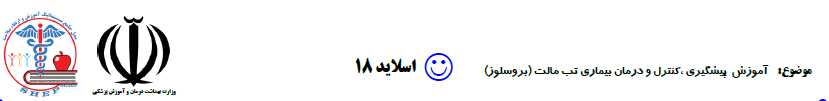 موضوع: آموزش پیشگیری ،کنترل و درمان بیماری تب مالت (بروسلوز)
اسلاید ۱۸
وزارت بهداشت درمان و آموزش پزشکی
SHEP